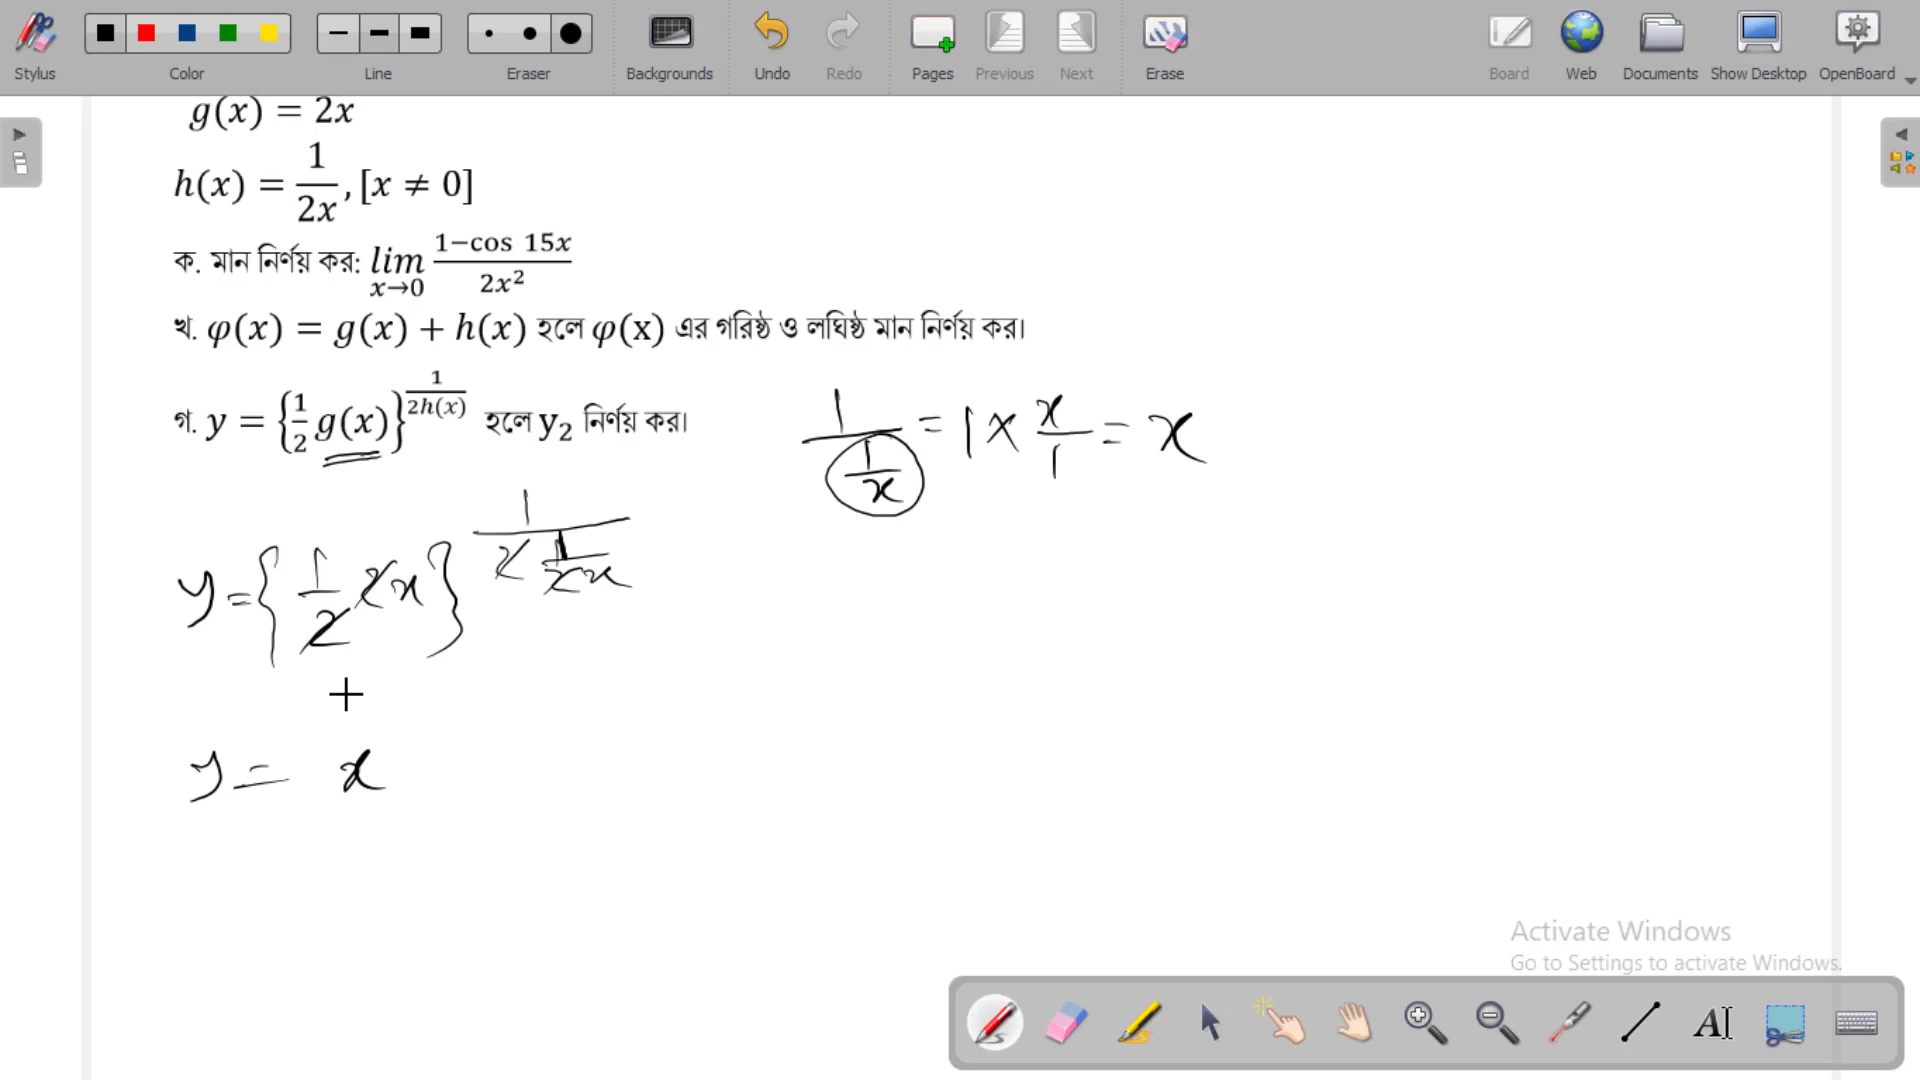 Stylus Color Line Eraser Backgrounds Undo Redo Pages Previous Next Erase Board Web Documents Show Desktop OpenBoard
g(x) = 2x
h(x) = 1/2x, [x ≠ 0]
ক. মান নির্ণয় কর: lim x→0 1−cos 15x / 2x²
খ. φ(x) = g(x) + h(x) হলে φ(x) এর গরিষ্ঠ ও লঘিষ্ঠ মান নির্ণয় কর।
গ. y = {1/2 g(x)}^(1/2h(x)) হলে y₂ নির্ণয় কর।
1/(1/x) = 1 × x/1 = x
y = {1/2 2x}^(1/(2 1/2x))
y = x
Activate Windows
Go to Settings to activate Windows.